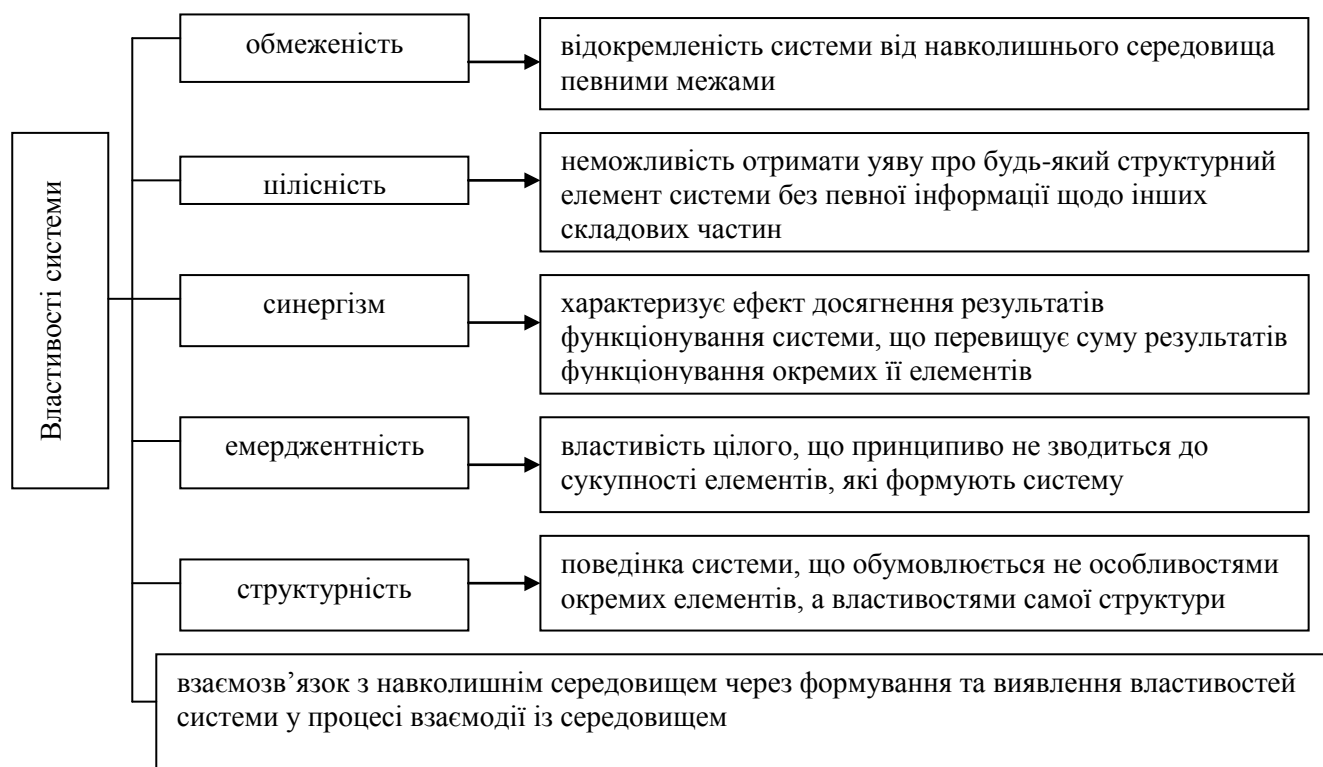 Властивості системи
обмеженість
відокремленість системи від навколишнього середовища
певними межами
цілісність
неможливість отримати уяву про будь-який структурний
елемент системи без певної інформації щодо інших
складових частин
синергізм
характеризує ефект досягнення результатів
функціонування системи, що перевищує суму результатів
функціонування окремих її елементів
емерджентність
властивість цілого, що принципиво не зводиться до
сукупності елементів, які формують систему
структурність
поведінка системи, що обумовлюється не особливостями
окремих елементів, а властивостями самої структури
взаємозв’язок з навколишнім середовищем через формування та виявлення властивостей
системи у процесі взаємодії із середовищем